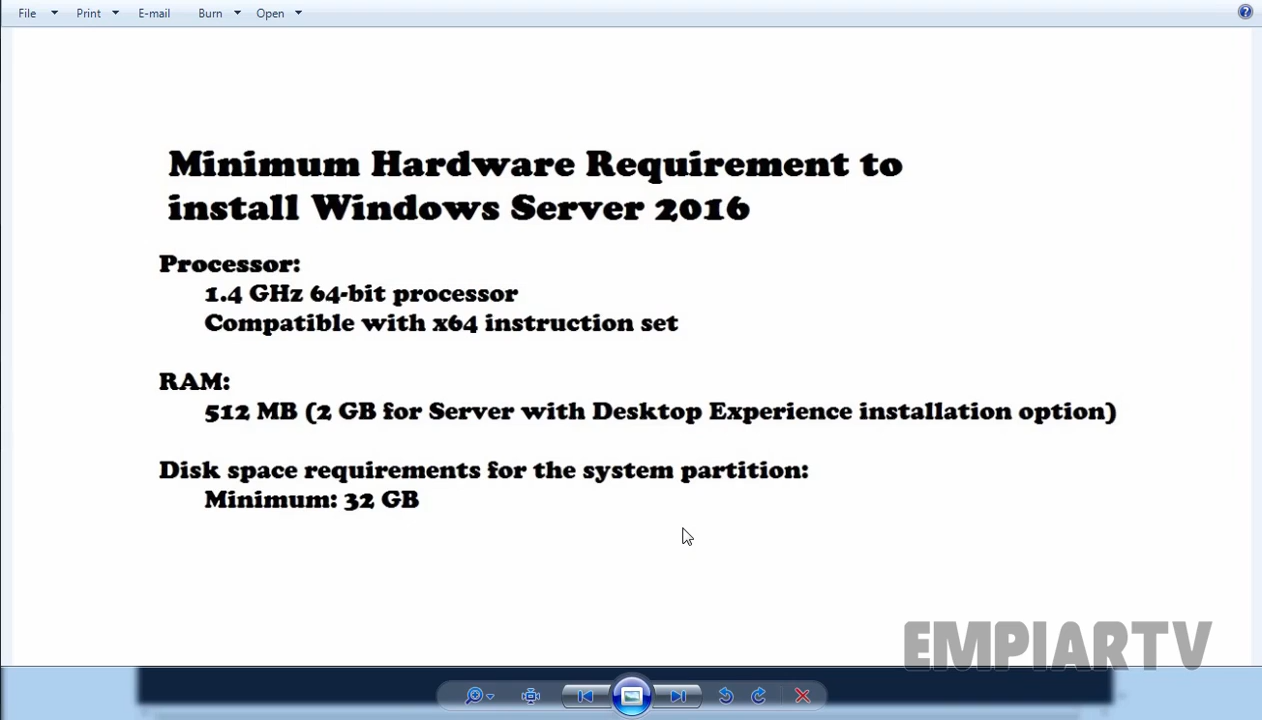 File Print E-mail Burn Open
Minimum Hardware Requirement to
install Windows Server 2016
Processor:
1.4 GHz 64-bit processor
Compatible with x64 instruction set
RAM:
512 MB (2 GB for Server with Desktop Experience installation option)
Disk space requirements for the system partition:
Minimum: 32 GB
EMPIARTV